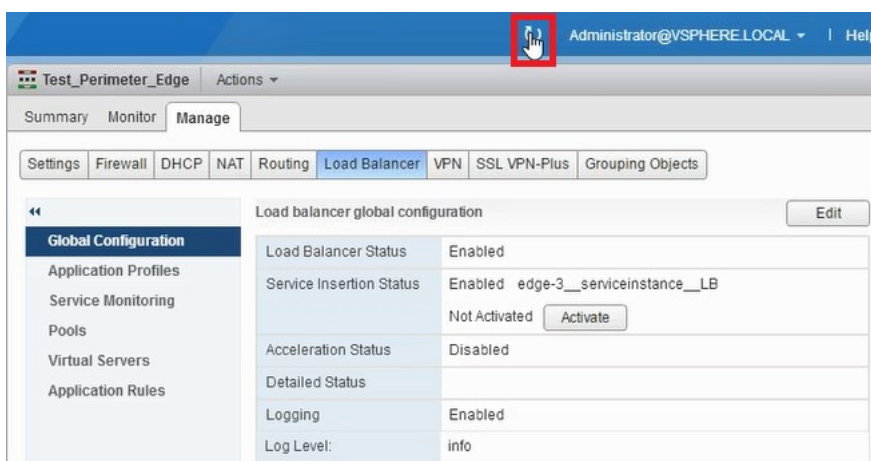 Administrator@VSPHERE.LOCAL | Help
Test_Perimeter_Edge Actions
Summary Monitor Manage
Settings Firewall DHCP NAT Routing Load Balancer VPN SSL VPN-Plus Grouping Objects
Load balancer global configuration Edit
Global Configuration
Application Profiles
Service Monitoring
Pools
Virtual Servers
Application Rules
Load Balancer Status Enabled
Service Insertion Status Enabled edge-3__serviceinstance__LB
Not Activated Activate
Acceleration Status Disabled
Detailed Status
Logging Enabled
Log Level: info